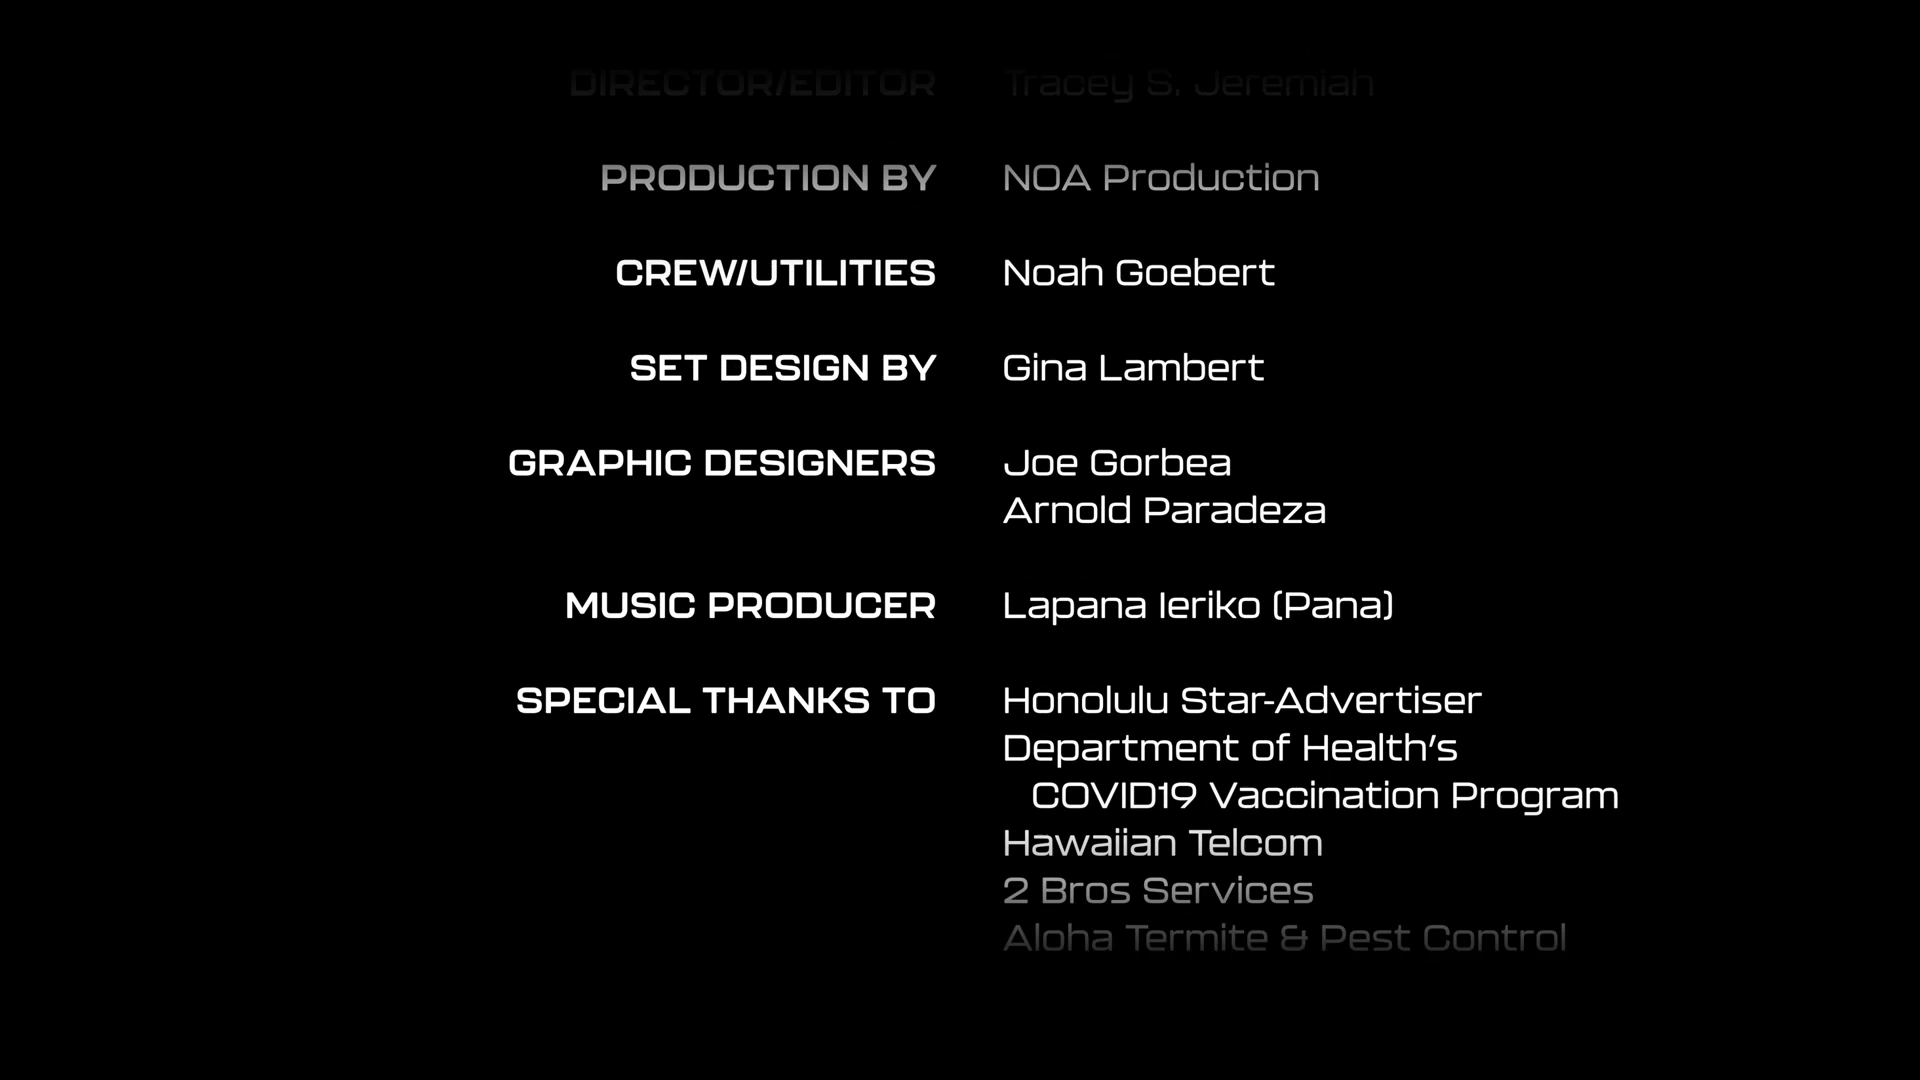 DIRECTOR/EDITOR Tracey S. Jeremiah
PRODUCTION BY NOA Production
CREW/UTILITIES Noah Goebert
SET DESIGN BY Gina Lambert
GRAPHIC DESIGNERS Joe Gorbea
Arnold Paradeza
MUSIC PRODUCER Lapana Ieriko (Pana)
SPECIAL THANKS TO Honolulu Star-Advertiser
Department of Health's
COVID19 Vaccination Program
Hawaiian Telcom
2 Bros Services
Aloha Termite & Pest Control